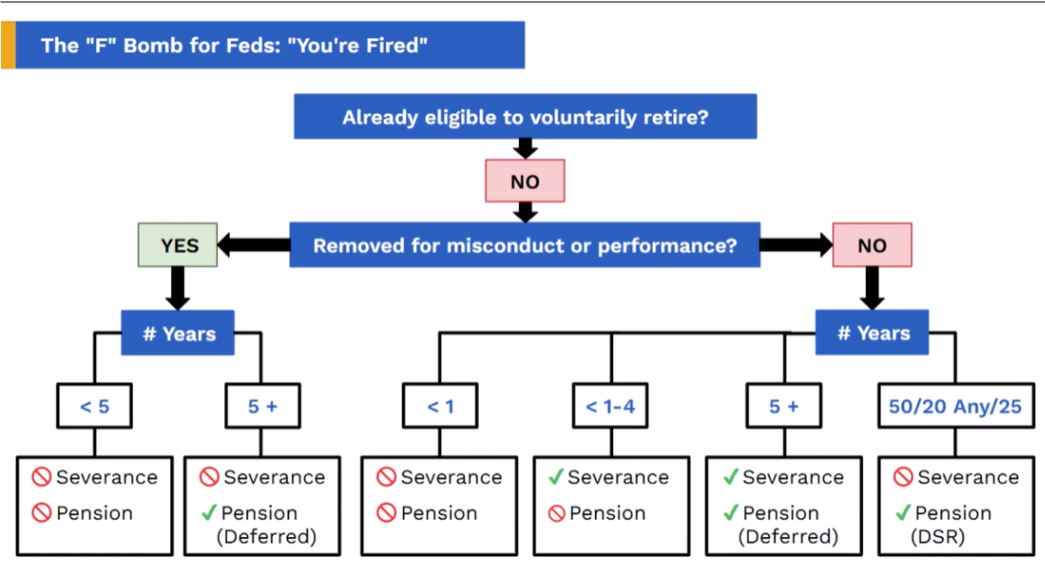 The "F" Bomb for Feds: "You're Fired"
Already eligible to voluntarily retire?
NO
YES
Removed for misconduct or performance?
NO
# Years
# Years
< 5
5 +
< 1
< 1-4
5 +
50/20 Any/25
Severance
Pension
Severance
Pension
(Deferred)
Severance
Pension
Severance
Pension
Severance
Pension
(Deferred)
Severance
Pension
(DSR)